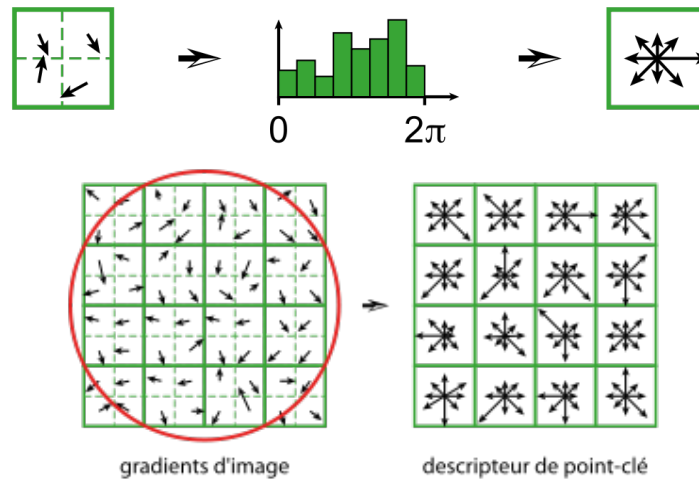 0 2π
gradients d'image descripteur de point-clé